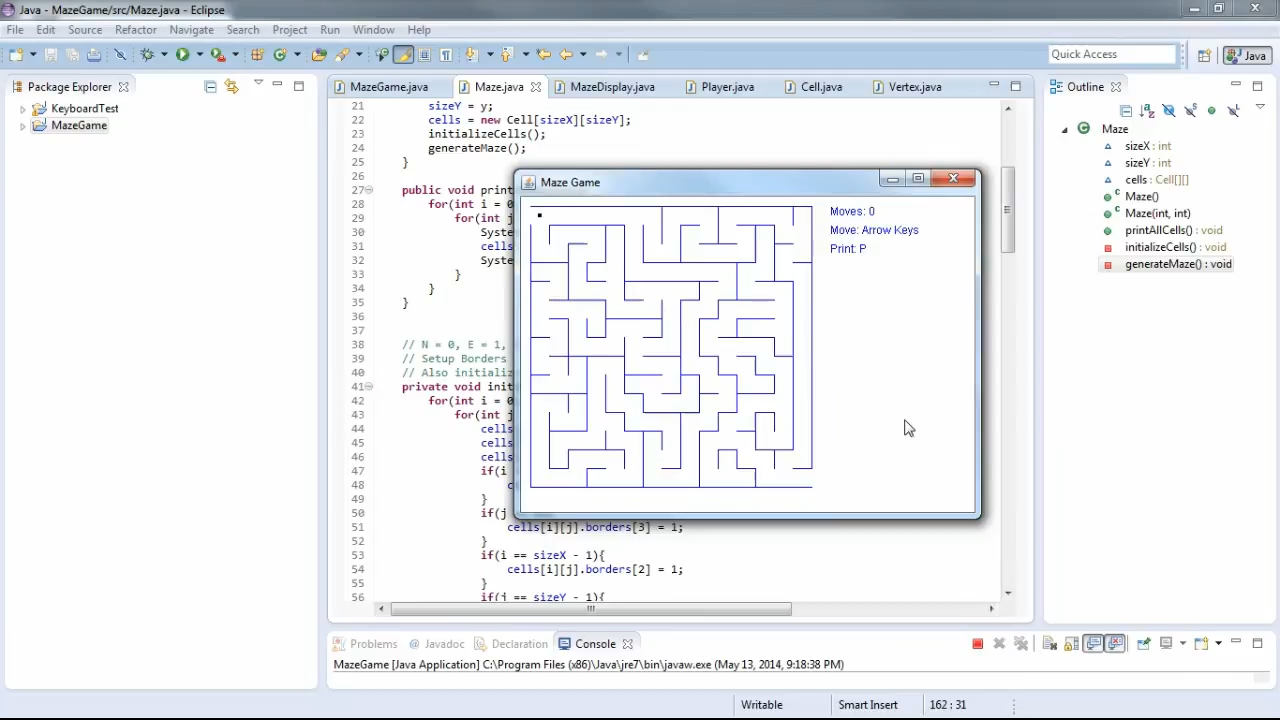 Java - MazeGame/src/Maze.java - Eclipse
File Edit Source Refactor Navigate Search Project Run Window Help
Quick Access
Java
Package Explorer
KeyboardTest
MazeGame
MazeGame.java Maze.java MazeDisplay.java Player.java Cell.java Vertex.java
21 sizeY = y;
22 cells = new Cell[sizeX][sizeY];
23 initializeCells();
24 generateMaze();
25 }
26
27 public void print
28 for(int i = 0
29 for(int j
30 System
31 cells
32 System
33 }
34 }
35 }
36
37
38 // N = 0, E = 1,
39 // Setup Borders
40 // Also initializ
41 private void init
42 for(int i = 0
43 for(int j
44 cells
45 cells
46 cells
47 if(i
48 c
49 }
50 if(j
51 cells[i][j].borders[3] = 1;
52 }
53 if(i == sizeX - 1){
54 cells[i][j].borders[2] = 1;
55 }
56 if(j == sizeY - 1){
Maze Game
Moves: 0
Move: Arrow Keys
Print: P
Outline
Maze
sizeX : int
sizeY : int
cells : Cell[][]
Maze()
Maze(int, int)
printAllCells() : void
initializeCells() : void
generateMaze() : void
Problems @ Javadoc Declaration Console
MazeGame [Java Application] C:\Program Files (x86)\Java\jre7\bin\javaw.exe (May 13, 2014, 9:18:38 PM)
Writable Smart Insert 162 : 31